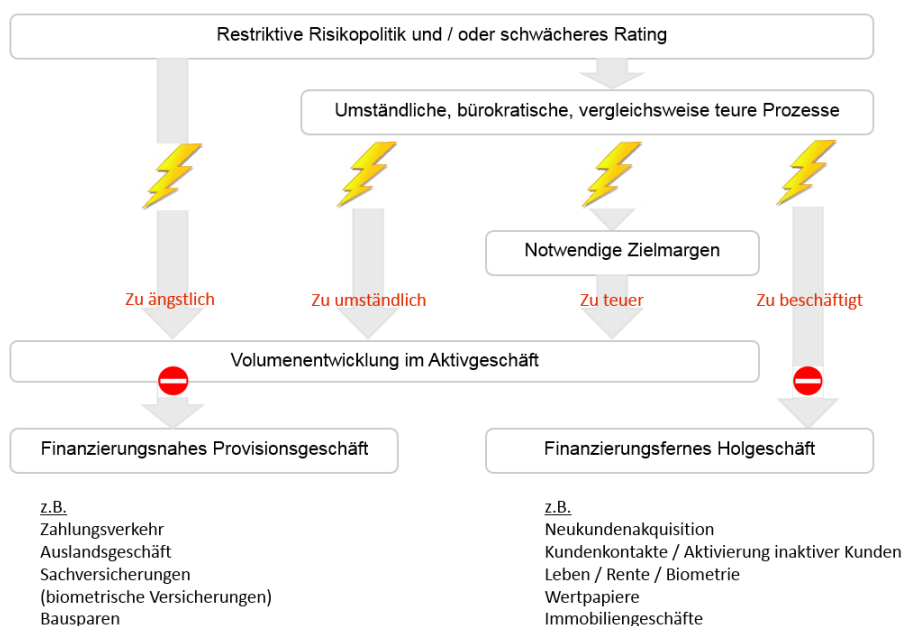 Restriktive Risikopolitik und / oder schwächeres Rating
Umständliche, bürokratische, vergleichsweise teure Prozesse
Notwendige Zielmargen
Zu ängstlich
Zu umständlich
Zu teuer
Zu beschäftigt
Volumenentwicklung im Aktivgeschäft
Finanzierungsnahes Provisionsgeschäft
Finanzierungsfernes Holgeschäft
z.B.
Zahlungsverkehr
Auslandsgeschäft
Sachversicherungen
(biometrische Versicherungen)
Bausparen
z.B.
Neukundenakquisition
Kundenkontakte / Aktivierung inaktiver Kunden
Leben / Rente / Biometrie
Wertpapiere
Immobiliengeschäfte